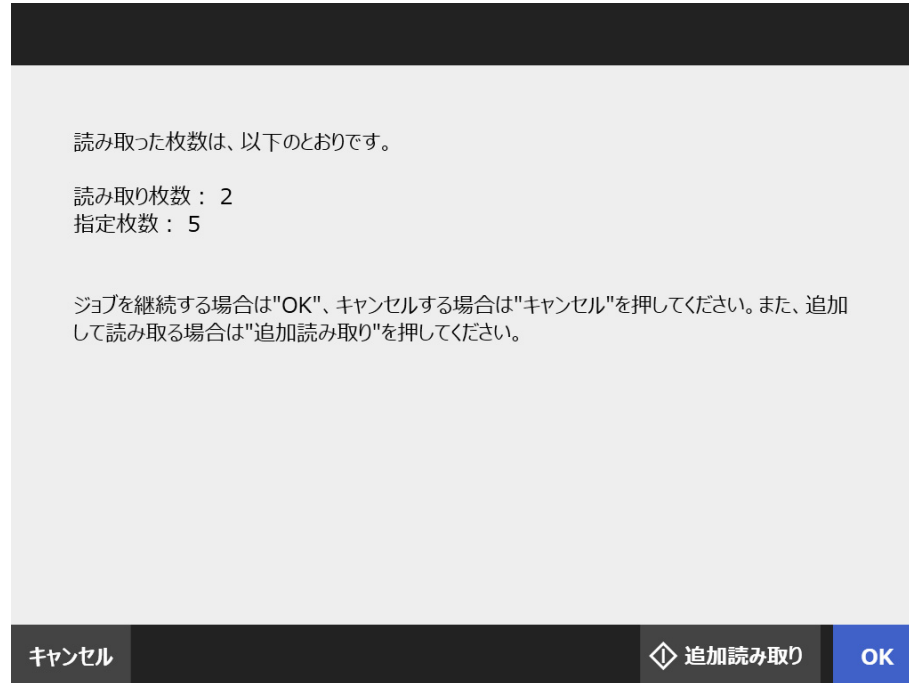 読み取った枚数は、以下のとおりです。
読み取り枚数： 2
指定枚数： 5
ジョブを継続する場合は"OK"、キャンセルする場合は"キャンセル"を押してください。また、追加
して読み取る場合は"追加読み取り"を押してください。
キャンセル
追加読み取り
OK